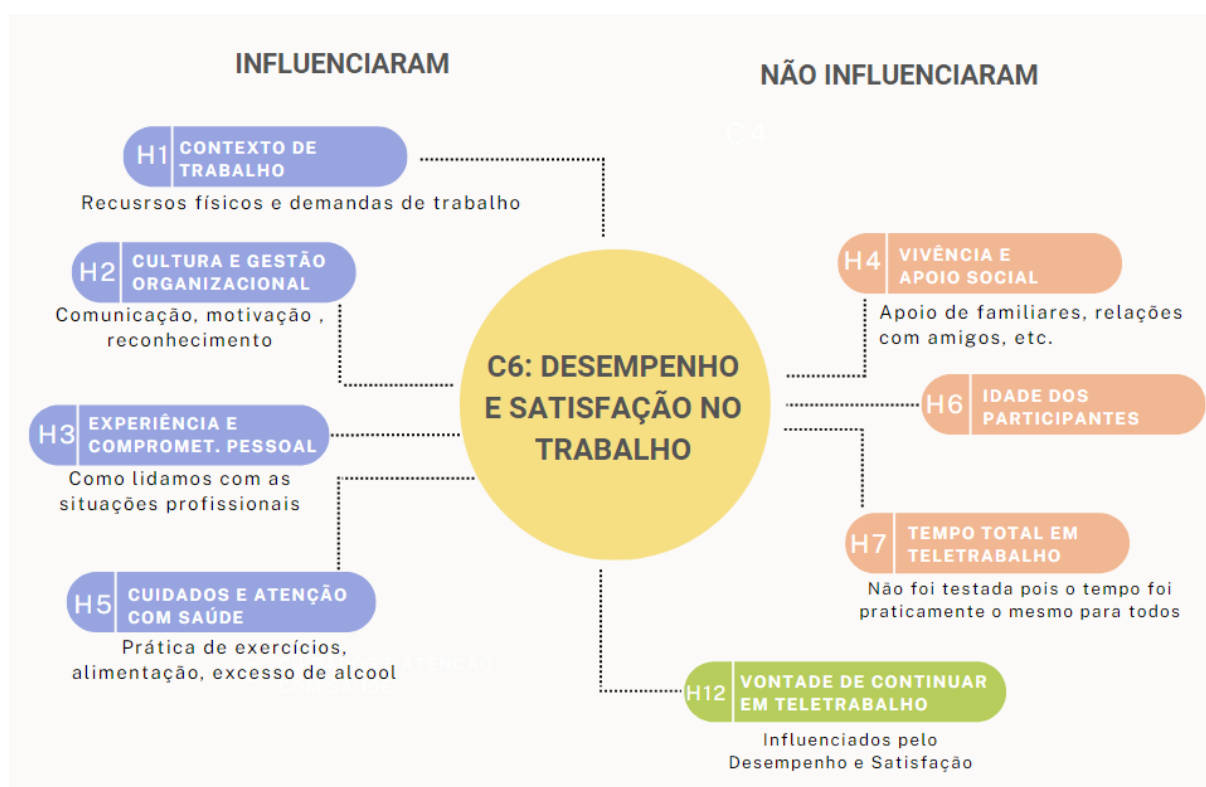 INFLUENCIARAM
NÃO INFLUENCIARAM
C4
H1
CONTEXTO DE
TRABALHO
Recusrsos físicos e demandas de trabalho
H2
CULTURA E GESTÃO
ORGANIZACIONAL
Comunicação, motivação ,
reconhecimento
H3
EXPERIÊNCIA E
COMPROMET. PESSOAL
Como lidamos com as
situações profissionais
H5
CUIDADOS E ATENÇÃO
COM SAÚDE
Prática de exercícios,
alimentação, excesso de alcool
C6: DESEMPENHO
E SATISFAÇÃO NO
TRABALHO
H4
VIVÊNCIA E
APOIO SOCIAL
Apoio de familiares, relações
com amigos, etc.
H6
IDADE DOS
PARTICIPANTES
H7
TEMPO TOTAL EM
TELETRABALHO
Não foi testada pois o tempo foi
praticamente o mesmo para todos
H12
VONTADE DE CONTINUAR
EM TELETRABALHO
Influenciados pelo
Desempenho e Satisfação